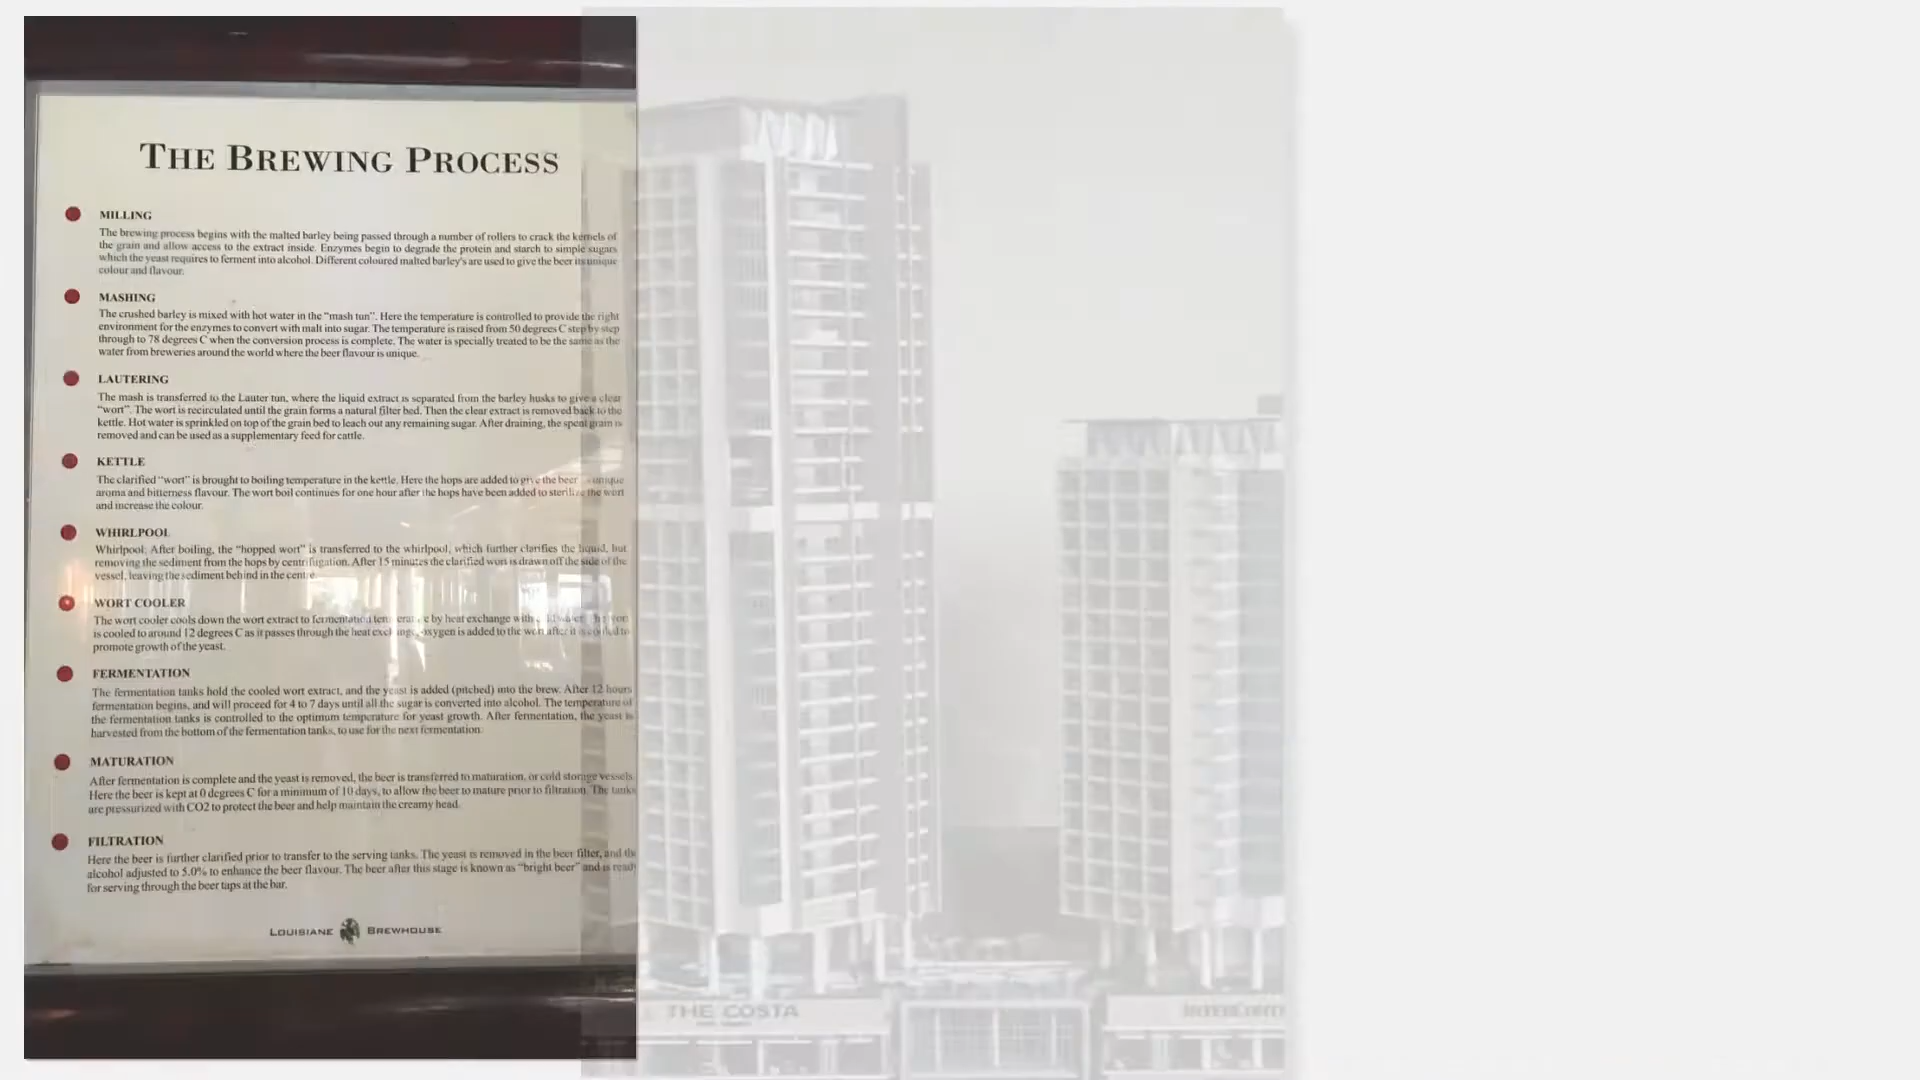 THE BREWING PROCESS
MILLING
The brewing process begins with the malted barley being passed through a number of rollers to crack the kernels of
the grain and allow access to the extract inside. Enzymes begin to degrade the protein and starch to simple sugars
which the yeast requires to ferment into alcohol. Different coloured malted barley's are used to give the beer its unique
colour and flavour.
MASHING
The crushed barley is mixed with hot water in the “mash tun”. Here the temperature is controlled to provide the right
environment for the enzymes to convert with malt into sugar. The temperature is raised from 50 degrees C step by step
through to 78 degrees C when the conversion process is complete. The water is specially treated to be the same as the
water from breweries around the world where the beer flavour is unique.
LAUTERING
The mash is transferred to the Lauter tun, where the liquid extract is separated from the barley husks to give a clear
“wort”. The wort is recirculated until the grain forms a natural filter bed. Then the clear extract is removed back to the
kettle. Hot water is sprinkled on top of the grain bed to leach out any remaining sugar. After draining, the spent grain is
removed and can be used as a supplementary feed for cattle.
KETTLE
The clarified “wort” is brought to boiling temperature in the kettle. Here the hops are added to give the beer unique
aroma and bitterness flavour. The wort boil continues for one hour after the hops have been added to sterilize the wort
and increase the colour.
WHIRLPOOL
Whirlpool: After boiling, the “hopped wort” is transferred to the whirlpool, which further clarifies the liquid, but
removing the sediment from the hops by centrifugation. After 15 minutes the clarified wort is drawn off the side of the
vessel, leaving the sediment behind in the centre
WORT COOLER
The wort cooler cools down the wort extract to fermentation temperature by heat exchange with cold water. The wort
is cooled to around 12 degrees C as it passes through the heat exchange, oxygen is added to the wort after it is cooled to
promote growth of the yeast.
FERMENTATION
The fermentation tanks hold the cooled wort extract, and the yeast is added (pitched) into the brew. After 12 hours
fermentation begins, and will proceed for 4 to 7 days until all the sugar is converted into alcohol. The temperature of
the fermentation tanks is controlled to the optimum temperature for yeast growth. After fermentation, the yeast is
harvested from the bottom of the fermentation tanks, to use for the next fermentation.
MATURATION
After fermentation is complete and the yeast is removed, the beer is transferred to maturation, or cold storage vessels.
Here the beer is kept at 0 degrees C for a minimum of 10 days, to allow the beer to mature prior to filtration. The tanks
are pressurized with CO2 to protect the beer and help maintain the creamy head.
FILTRATION
Here the beer is further clarified prior to transfer to the serving tanks. The yeast is removed in the beer filter, and the
alcohol adjusted to 5.0% to enhance the beer flavour. The beer after this stage is known as “bright beer” and is ready
for serving through the beer taps at the bar.
LOUISIANE BREWHOUSE
THE COSTA